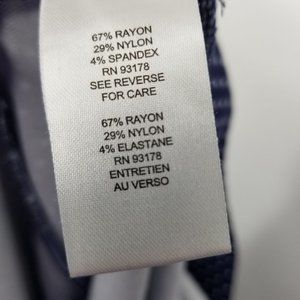 67% RAYON
29% NYLON
4% SPANDEX
RN 93178
SEE REVERSE
FOR CARE
67% RAYON
29% NYLON
4% ELASTANE
RN 93178
ENTRETIEN
AU VERSO